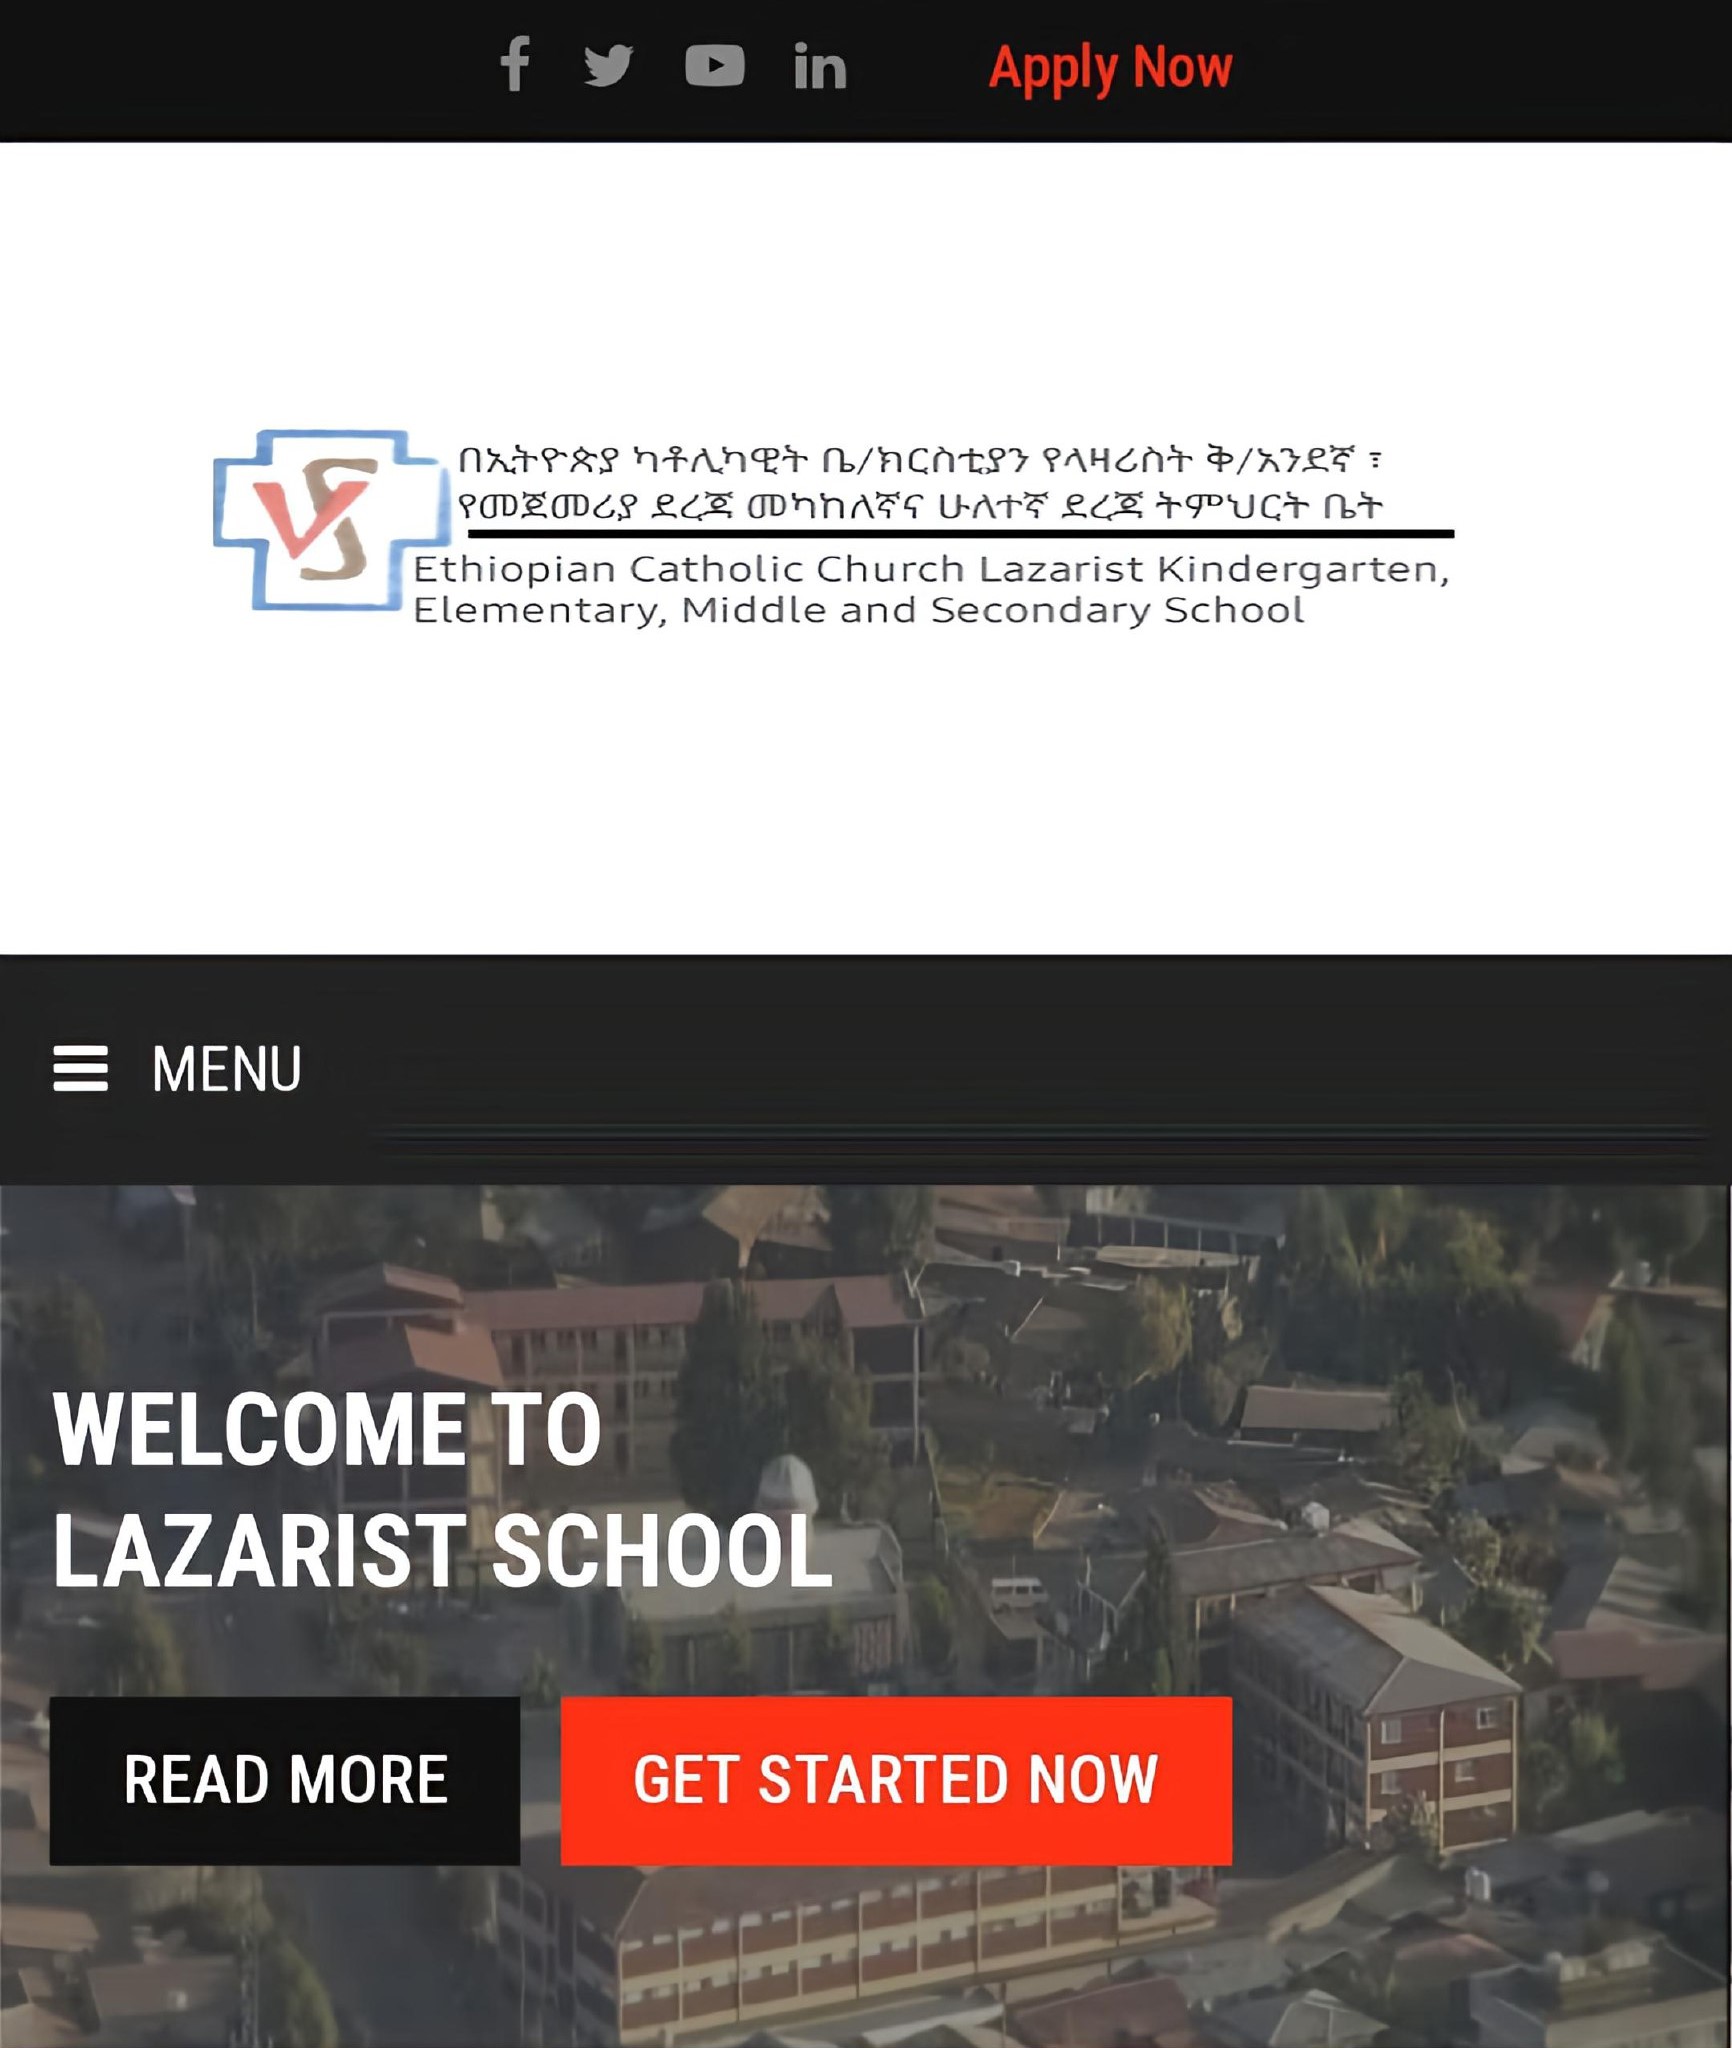 Apply Now
በኢትዮጵያ ካቶሊካዊት ቤ/ክርስቲያን የላዛሪስት ቅ/አንደኛ ፣
የመጀመሪያ ደረጃ መካከለኛና ሁለተኛ ደረጃ ትምህርት ቤት
VS
Ethiopian Catholic Church Lazarist Kindergarten,
Elementary, Middle and Secondary School
MENU
WELCOME TO
LAZARIST SCHOOL
READ MORE
GET STARTED NOW